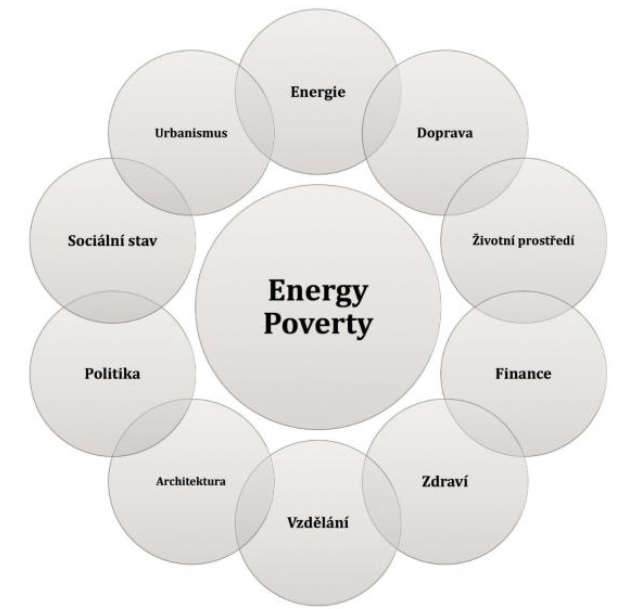 Energie
Urbanismus
Doprava
Sociální stav
Životní prostředí
Energy
Poverty
Politika
Finance
Architektura
Zdraví
Vzdělání